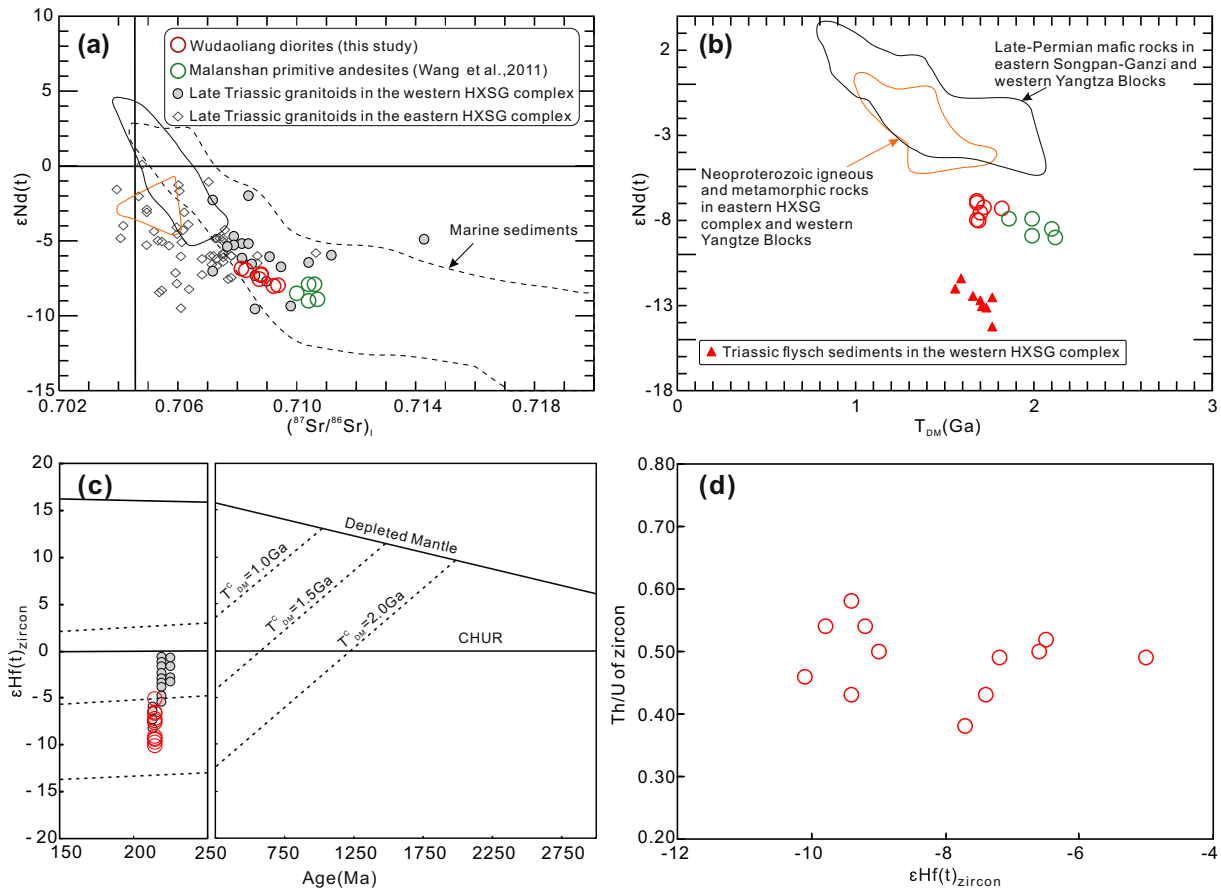 (a)
εNd(t)
10
5
0
-5
-10
-15
0.702
0.706
0.710
0.714
0.718
(⁸⁷Sr/⁸⁶Sr)ᵢ
Wudaoliang diorites (this study)
Malanshan primitive andesites (Wang et al.,2011)
Late Triassic granitoids in the western HXSG complex
Late Triassic granitoids in the eastern HXSG complex
Marine sediments
(b)
εNd(t)
2
-3
-8
-13
-18
0
1
2
3
T_DM(Ga)
Late-Permian mafic rocks in
eastern Songpan-Ganzi and
western Yangtza Blocks
Neoproterozoic igneous
and metamorphic rocks
in eastern HXSG
complex and western
Yangtze Blocks
Triassic flysch sediments in the western HXSG complex
(c)
εHf(t)zircon
20
15
10
5
0
-5
-10
-15
-20
150
200
250
750
1250
1750
2250
2750
Age(Ma)
Depleted Mantle
T^C_DM=1.0Ga
T^C_DM=1.5Ga
T^C_DM=2.0Ga
CHUR
(d)
Th/U of zircon
0.80
0.70
0.60
0.50
0.40
0.20
-12
-10
-8
-6
-4
εHf(t)zircon